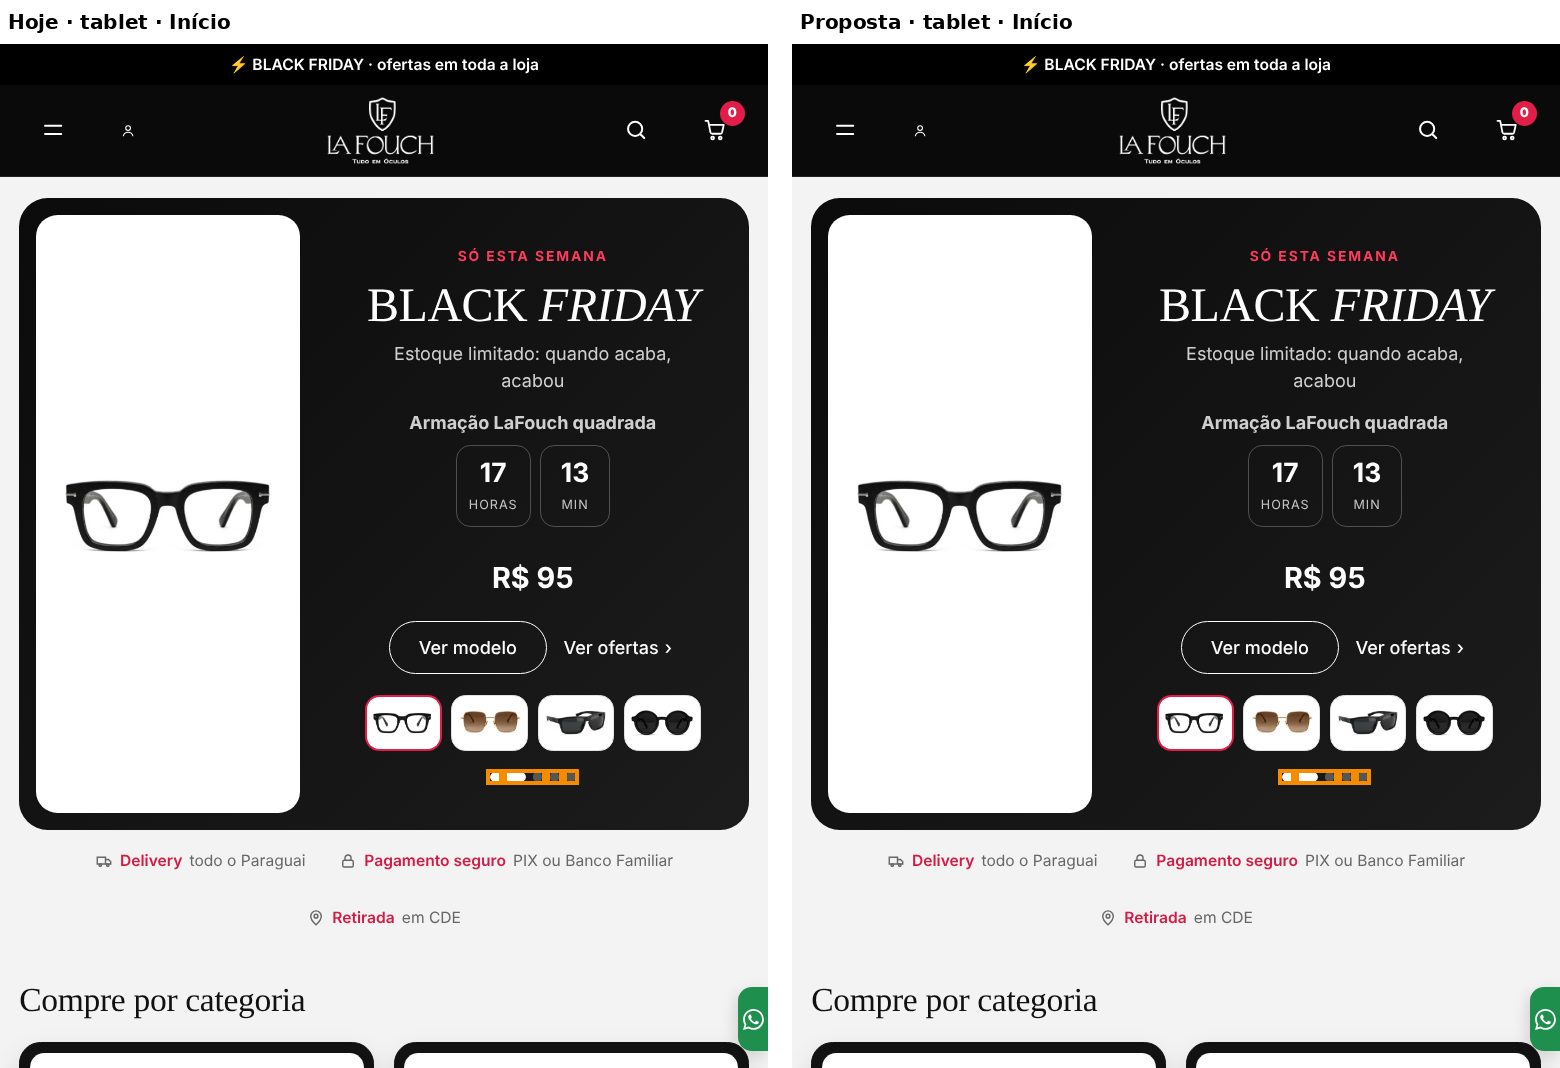 Hoje · tablet · Início
⚡ BLACK FRIDAY · ofertas em toda a loja
LF
LA FOUCH
Tudo em Óculos
0
SÓ ESTA SEMANA
BLACK FRIDAY
Estoque limitado: quando acaba,
acabou
Armação LaFouch quadrada
17 13
HORAS MIN
R$ 95
Ver modelo Ver ofertas ›
Delivery todo o Paraguai Pagamento seguro PIX ou Banco Familiar
Retirada em CDE
Compre por categoria
Proposta · tablet · Início
⚡ BLACK FRIDAY · ofertas em toda a loja
LF
LA FOUCH
Tudo em Óculos
0
SÓ ESTA SEMANA
BLACK FRIDAY
Estoque limitado: quando acaba,
acabou
Armação LaFouch quadrada
17 13
HORAS MIN
R$ 95
Ver modelo Ver ofertas ›
Delivery todo o Paraguai Pagamento seguro PIX ou Banco Familiar
Retirada em CDE
Compre por categoria